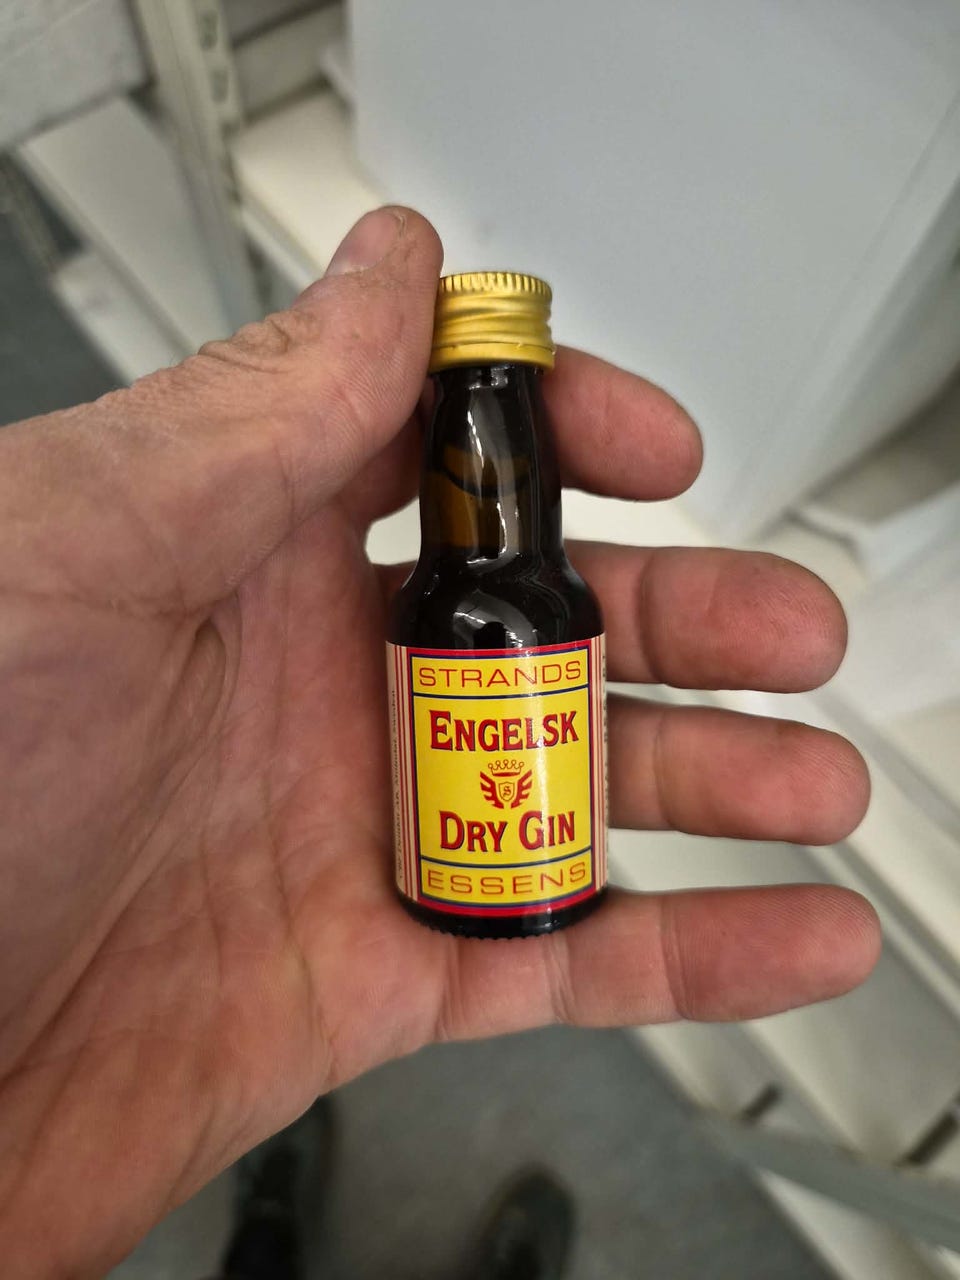 STRANDS
ENGELSK
S
DRY GIN
ESSENS